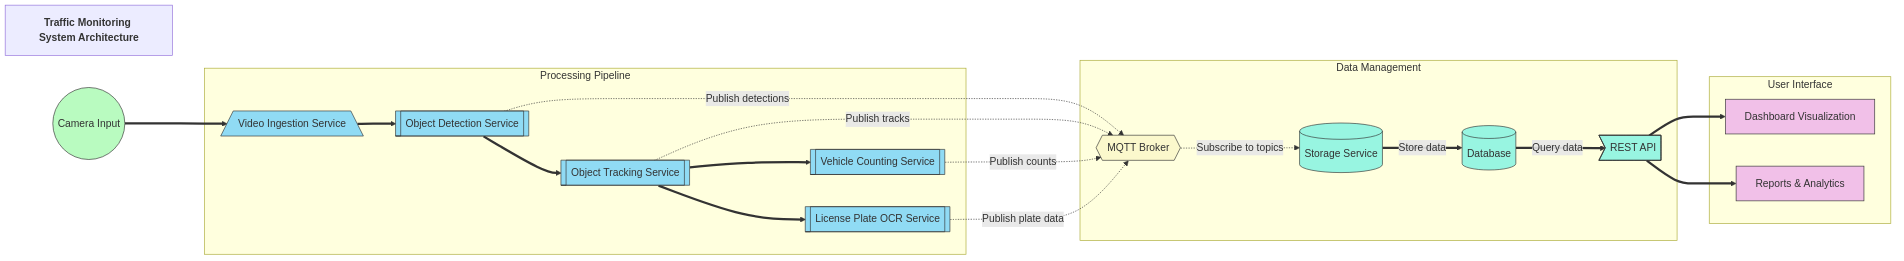 Traffic Monitoring
System Architecture
Processing Pipeline
Data Management
User Interface
Camera Input
Video Ingestion Service
Object Detection Service
Object Tracking Service
Vehicle Counting Service
License Plate OCR Service
Publish detections
Publish tracks
Publish counts
Publish plate data
MQTT Broker
Subscribe to topics
Storage Service
Store data
Database
Query data
REST API
Dashboard Visualization
Reports & Analytics